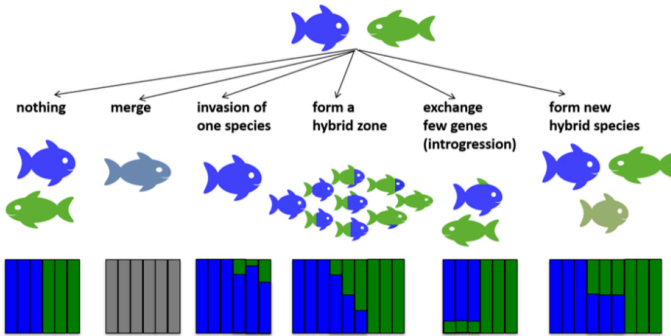 nothing
merge
invasion of
one species
form a
hybrid zone
exchange
few genes
(introgression)
form new
hybrid species